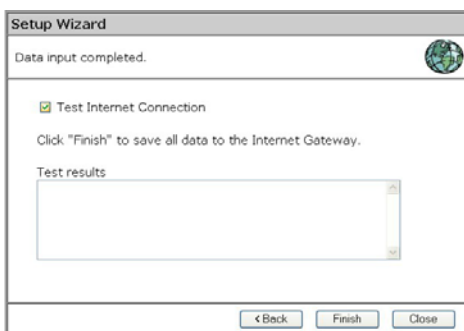 Setup Wizard
Data input completed.
Test Internet Connection
Click "Finish" to save all data to the Internet Gateway.
Test results
< Back Finish Close